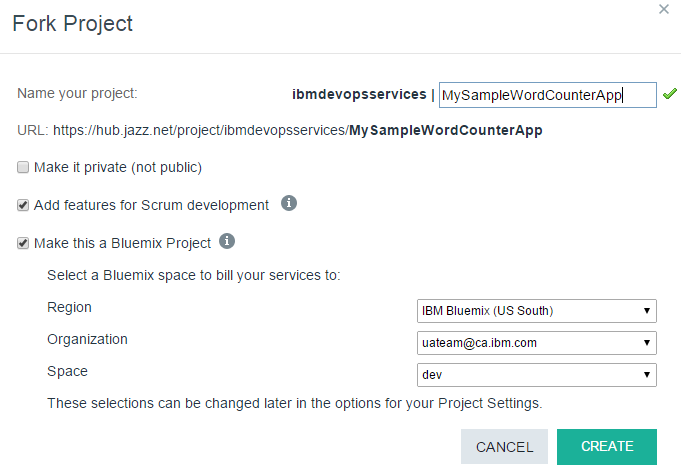 Fork Project
Name your project: ibmdevopsservices | MySampleWordCounterApp
URL: https://hub.jazz.net/project/ibmdevopsservices/MySampleWordCounterApp
Make it private (not public)
Add features for Scrum development
Make this a Bluemix Project
Select a Bluemix space to bill your services to:
Region IBM Bluemix (US South)
Organization uateam@ca.ibm.com
Space dev
These selections can be changed later in the options for your Project Settings.
CANCEL CREATE